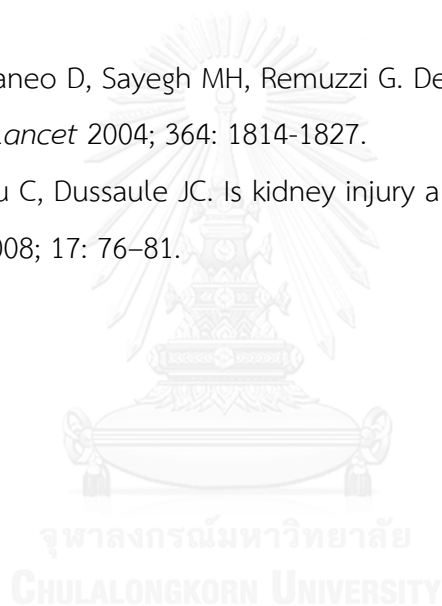 aneo D, Sayegh MH, Remuzzi G. De
ancet 2004; 364: 1814-1827.
u C, Dussaule JC. Is kidney injury a
008; 17: 76–81.
จุฬาลงกรณ์มหาวิทยาลัย
CHULALONGKORN UNIVERSITY